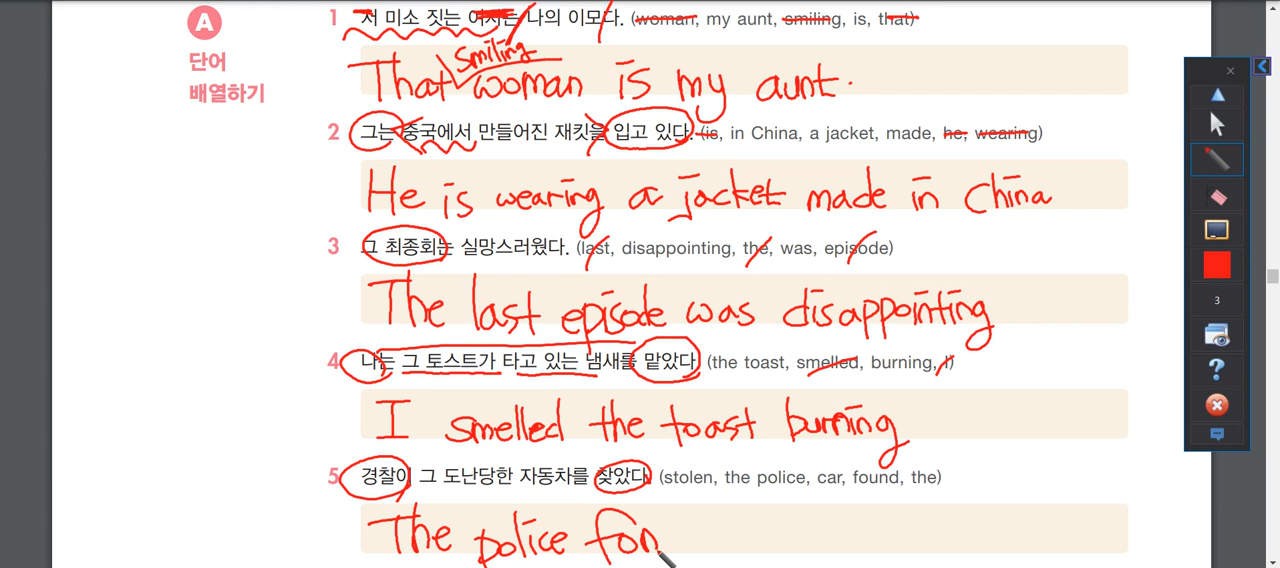 A
단어
배열하기
1 저 미소 짓는 여자는 나의 이모다. (woman, my aunt, smiling, is, that)
smiling
That woman is my aunt.
2 그는 중국에서 만들어진 재킷을 입고 있다. (is, in China, a jacket, made, he, wearing)
He is wearing a jacket made in China
3 그 최종회는 실망스러웠다. (last, disappointing, the, was, episode)
The last episode was disappointing
4 나는 그 토스트가 타고 있는 냄새를 맡았다 (the toast, smelled, burning, I)
I smelled the toast burning
5 경찰이 그 도난당한 자동차를 찾았다. (stolen, the police, car, found, the)
The police fon
3